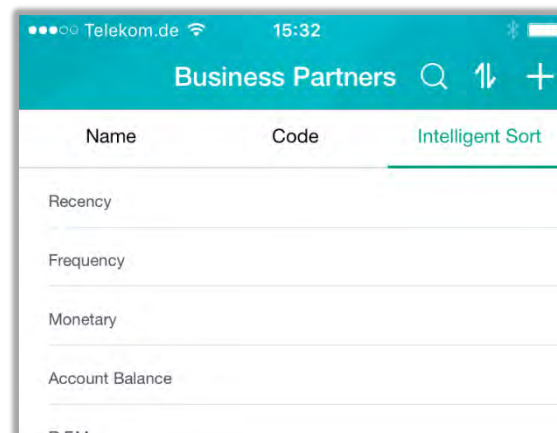 Telekom.de 15:32
Business Partners
Name Code Intelligent Sort
Recency
Frequency
Monetary
Account Balance